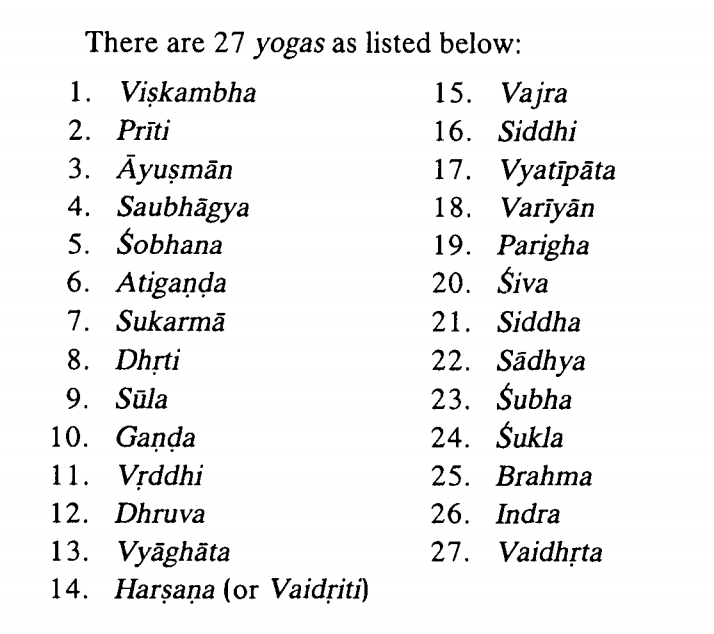 There are 27 yogas as listed below:
1. Viṣkambha
2. Prīti
3. Āyuṣmān
4. Saubhāgya
5. Śobhana
6. Atigaṇḍa
7. Sukarmā
8. Dhṛti
9. Sūla
10. Gaṇḍa
11. Vṛddhi
12. Dhruva
13. Vyāghāta
14. Harṣaṇa (or Vaidṛiti)
15. Vajra
16. Siddhi
17. Vyatīpāta
18. Varīyān
19. Parigha
20. Śiva
21. Siddha
22. Sādhya
23. Śubha
24. Śukla
25. Brahma
26. Indra
27. Vaidhṛta